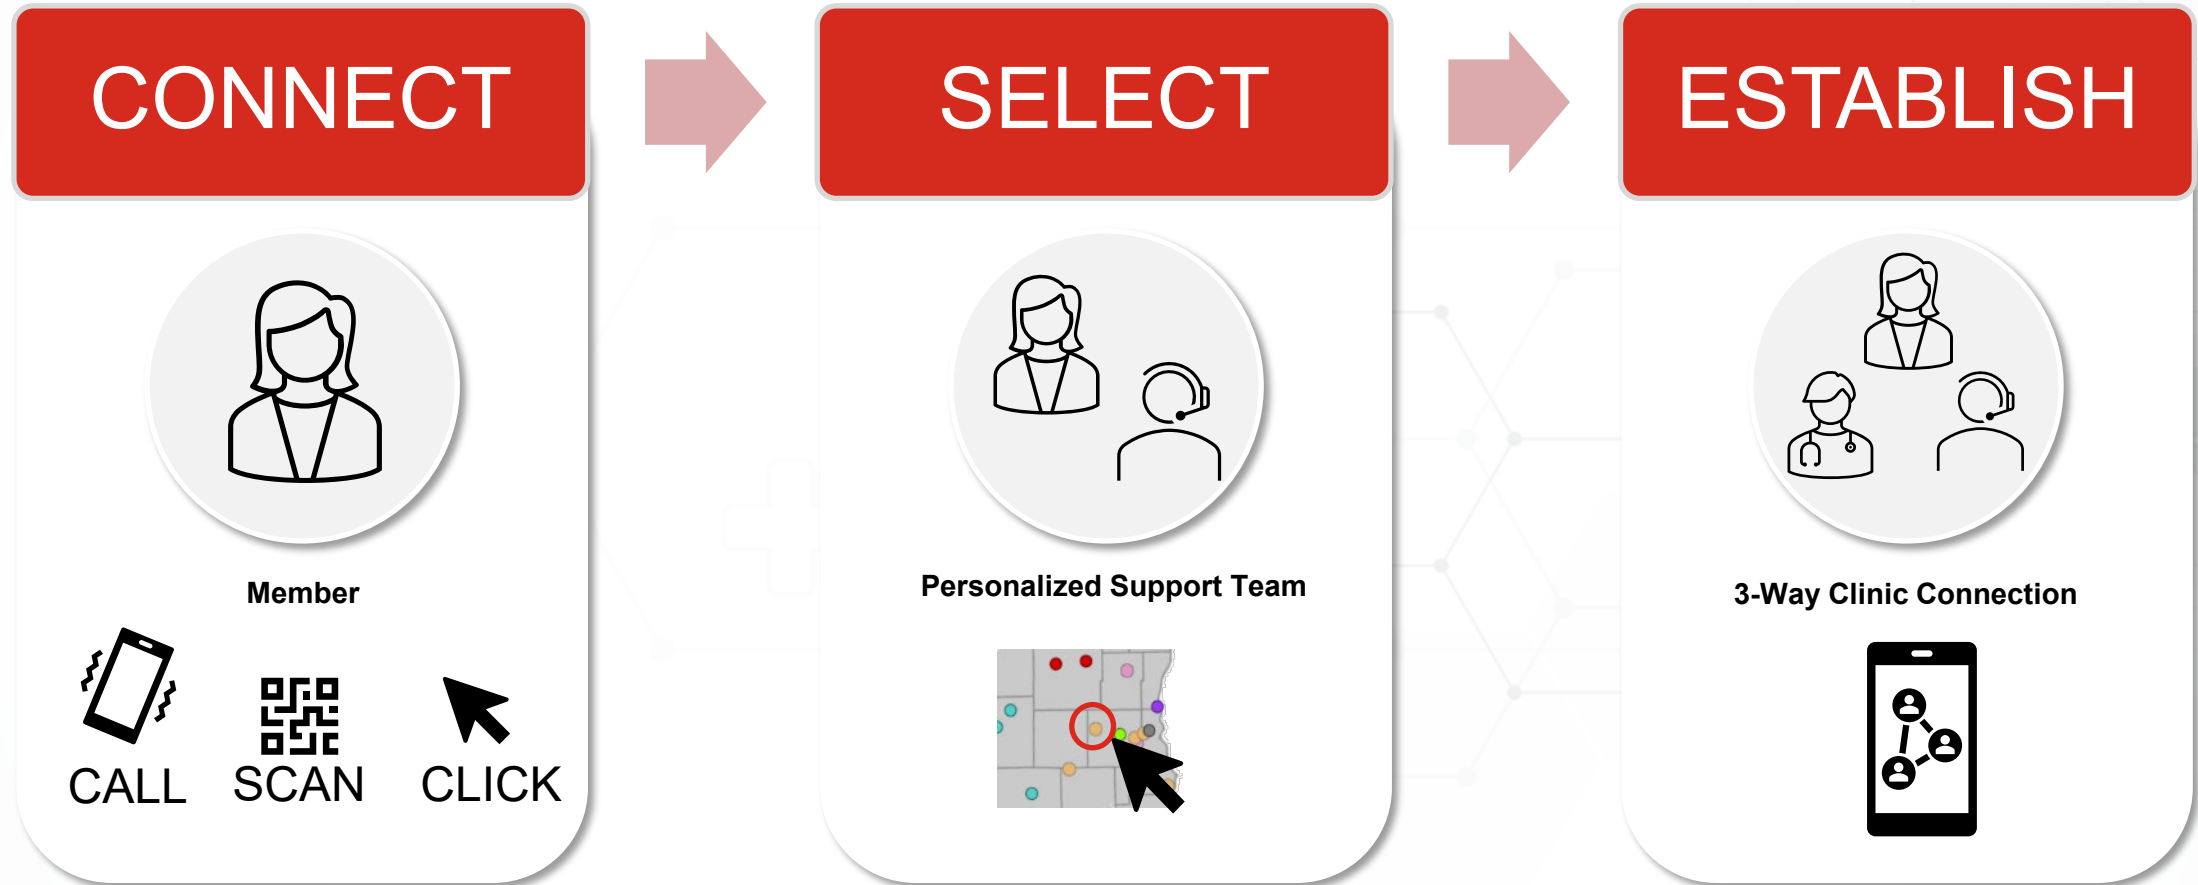 CONNECT
SELECT
ESTABLISH
Member
CALL
SCAN
CLICK
Personalized Support Team
3-Way Clinic Connection